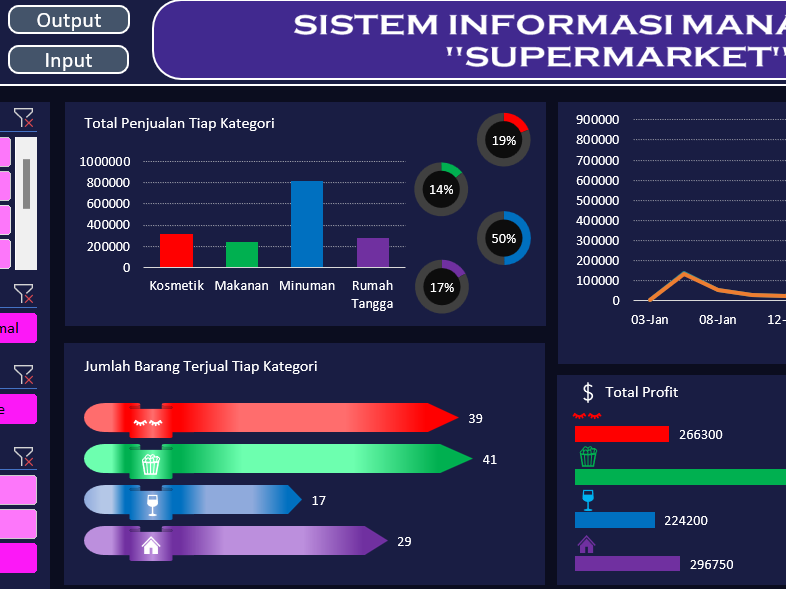 Output
Input
SISTEM INFORMASI MANA
"SUPERMARKET"
mal
e
Total Penjualan Tiap Kategori
1000000
800000
600000
400000
200000
0
Kosmetik Makanan Minuman Rumah
Tangga
19%
14%
50%
17%
900000
800000
700000
600000
500000
400000
300000
200000
100000
0
03-Jan 08-Jan 12-
Jumlah Barang Terjual Tiap Kategori
39
41
17
29
$ Total Profit
266300
224200
296750